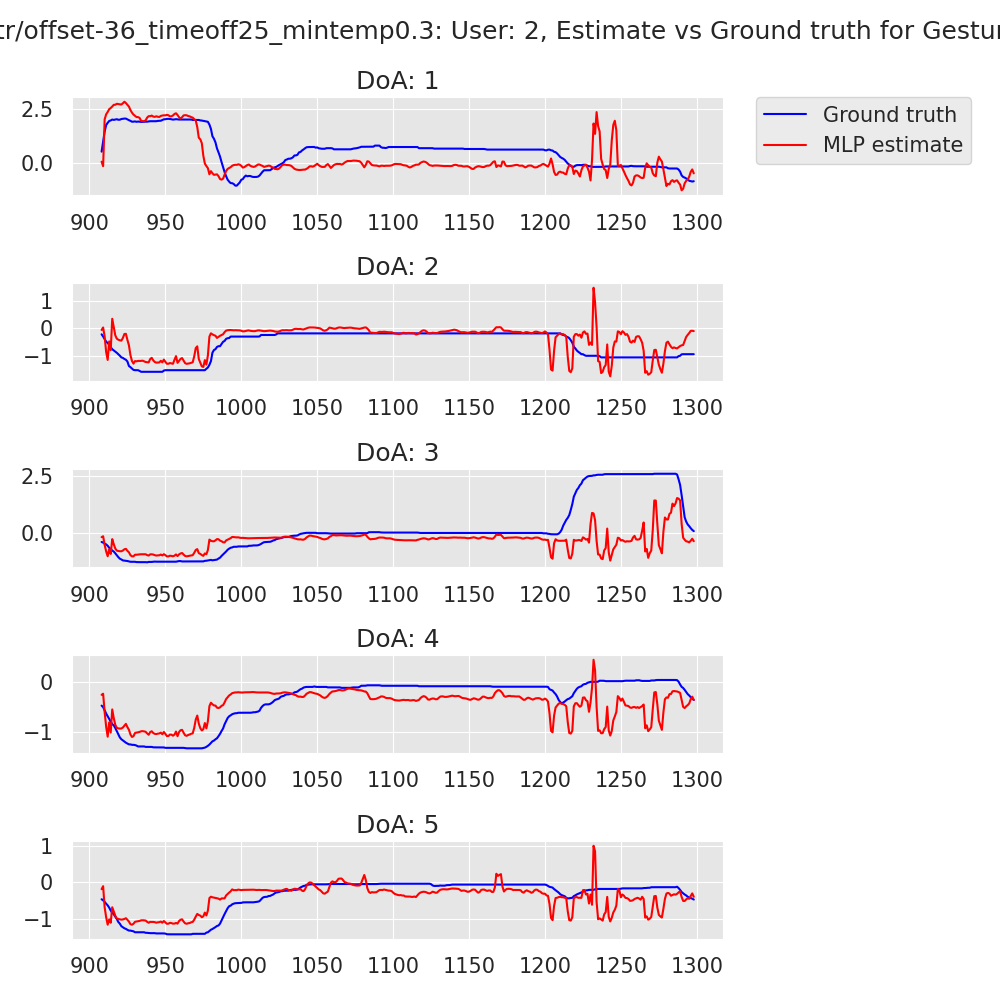 tr/offset-36_timeoff25_mintemp0.3: User: 2, Estimate vs Ground truth for Gestur
DoA: 1
Ground truth
MLP estimate
2.5
0.0
900 950 1000 1050 1100 1150 1200 1250 1300
DoA: 2
1
0
−1
900 950 1000 1050 1100 1150 1200 1250 1300
DoA: 3
2.5
0.0
900 950 1000 1050 1100 1150 1200 1250 1300
DoA: 4
0
−1
900 950 1000 1050 1100 1150 1200 1250 1300
DoA: 5
1
0
−1
900 950 1000 1050 1100 1150 1200 1250 1300